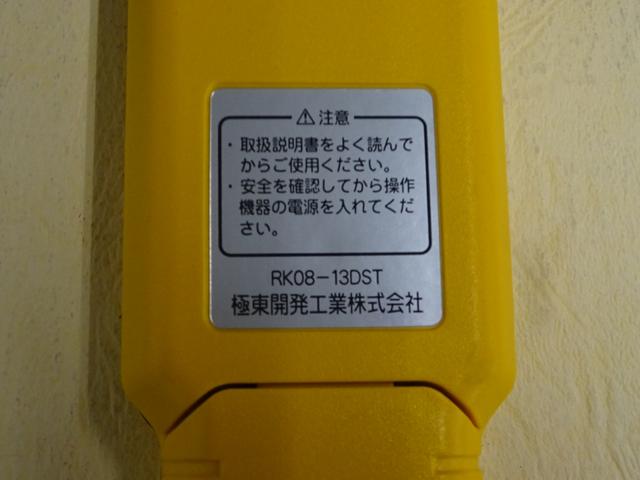 ⚠注意
・取扱説明書をよく読んで
からご使用ください。
・安全を確認してから操作
機器の電源を入れてくだ
さい。
RK08-13DST
極東開発工業株式会社